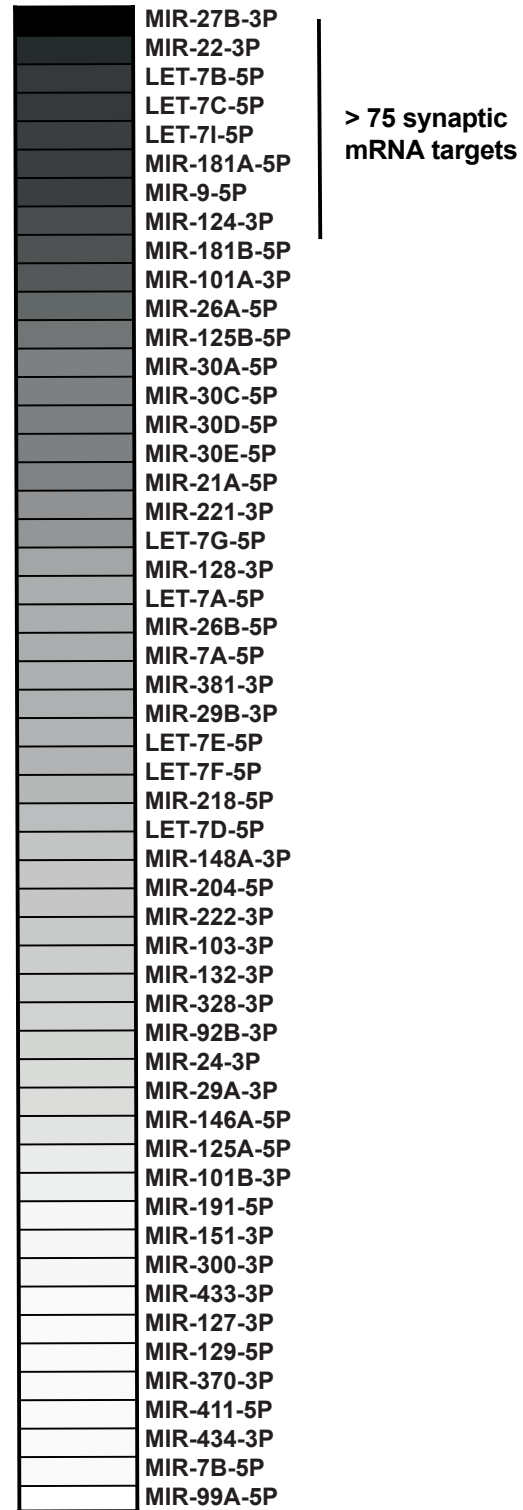 MIR-27B-3P
MIR-22-3P
LET-7B-5P
LET-7C-5P
LET-7I-5P
MIR-181A-5P
MIR-9-5P
MIR-124-3P
> 75 synaptic
mRNA targets
MIR-181B-5P
MIR-101A-3P
MIR-26A-5P
MIR-125B-5P
MIR-30A-5P
MIR-30C-5P
MIR-30D-5P
MIR-30E-5P
MIR-21A-5P
MIR-221-3P
LET-7G-5P
MIR-128-3P
LET-7A-5P
MIR-26B-5P
MIR-7A-5P
MIR-381-3P
MIR-29B-3P
LET-7E-5P
LET-7F-5P
MIR-218-5P
LET-7D-5P
MIR-148A-3P
MIR-204-5P
MIR-222-3P
MIR-103-3P
MIR-132-3P
MIR-328-3P
MIR-92B-3P
MIR-24-3P
MIR-29A-3P
MIR-146A-5P
MIR-125A-5P
MIR-101B-3P
MIR-191-5P
MIR-151-3P
MIR-300-3P
MIR-433-3P
MIR-127-3P
MIR-129-5P
MIR-370-3P
MIR-411-5P
MIR-434-3P
MIR-7B-5P
MIR-99A-5P